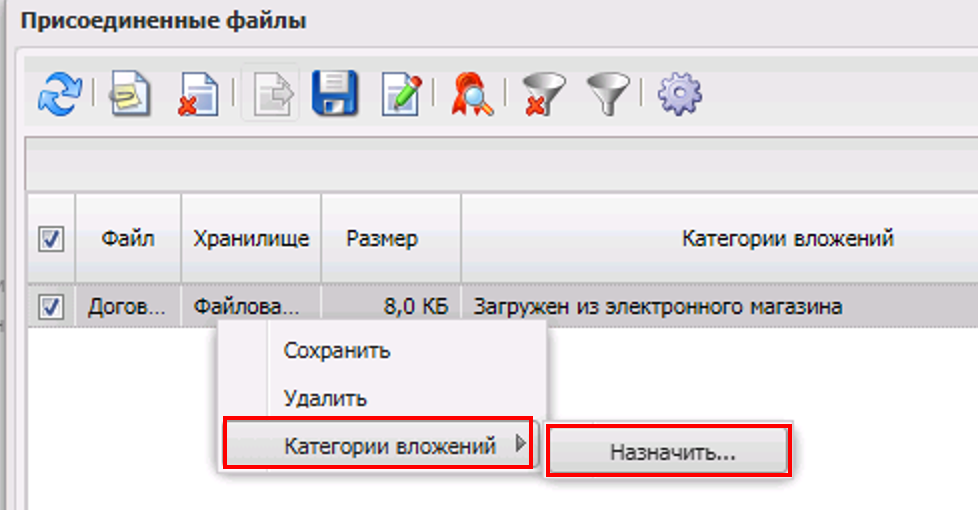 Присоединенные файлы
Файл Хранилище Размер Категории вложений
Догов... Файлова... 8,0 КБ Загружен из электронного магазина
Сохранить
Удалить
Категории вложений
Назначить...